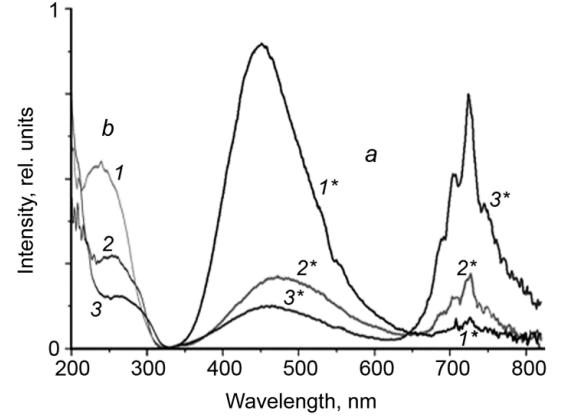 1
b
a
1
1*
3*
2
2*
2*
3
3*
1*
0
200 300 400 500 600 700 800
Wavelength, nm
Intensity, rel. units